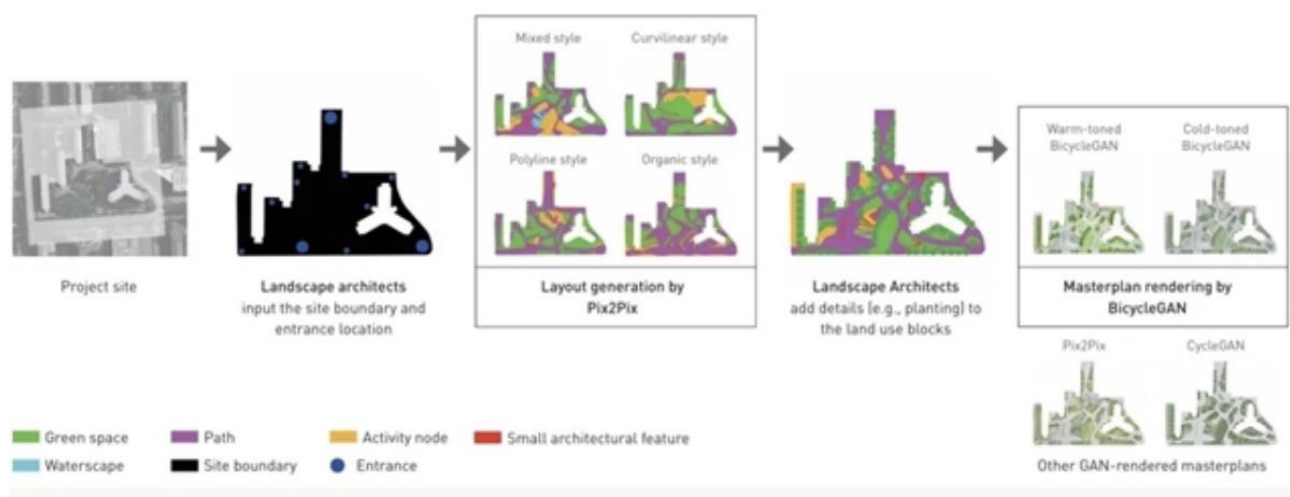 Mixed style
Curvilinear style
Polyline style
Organic style
Warm-toned
BicycleGAN
Cold-toned
BicycleGAN
Project site
Landscape architects
input the site boundary and
entrance location
Layout generation by
Pix2Pix
Landscape Architects
add details (e.g., planting) to
the land use blocks
Masterplan rendering by
BicycleGAN
Pix2Pix
CycleGAN
Other GAN-rendered masterplans
Green space
Path
Activity node
Small architectural feature
Waterscape
Site boundary
Entrance